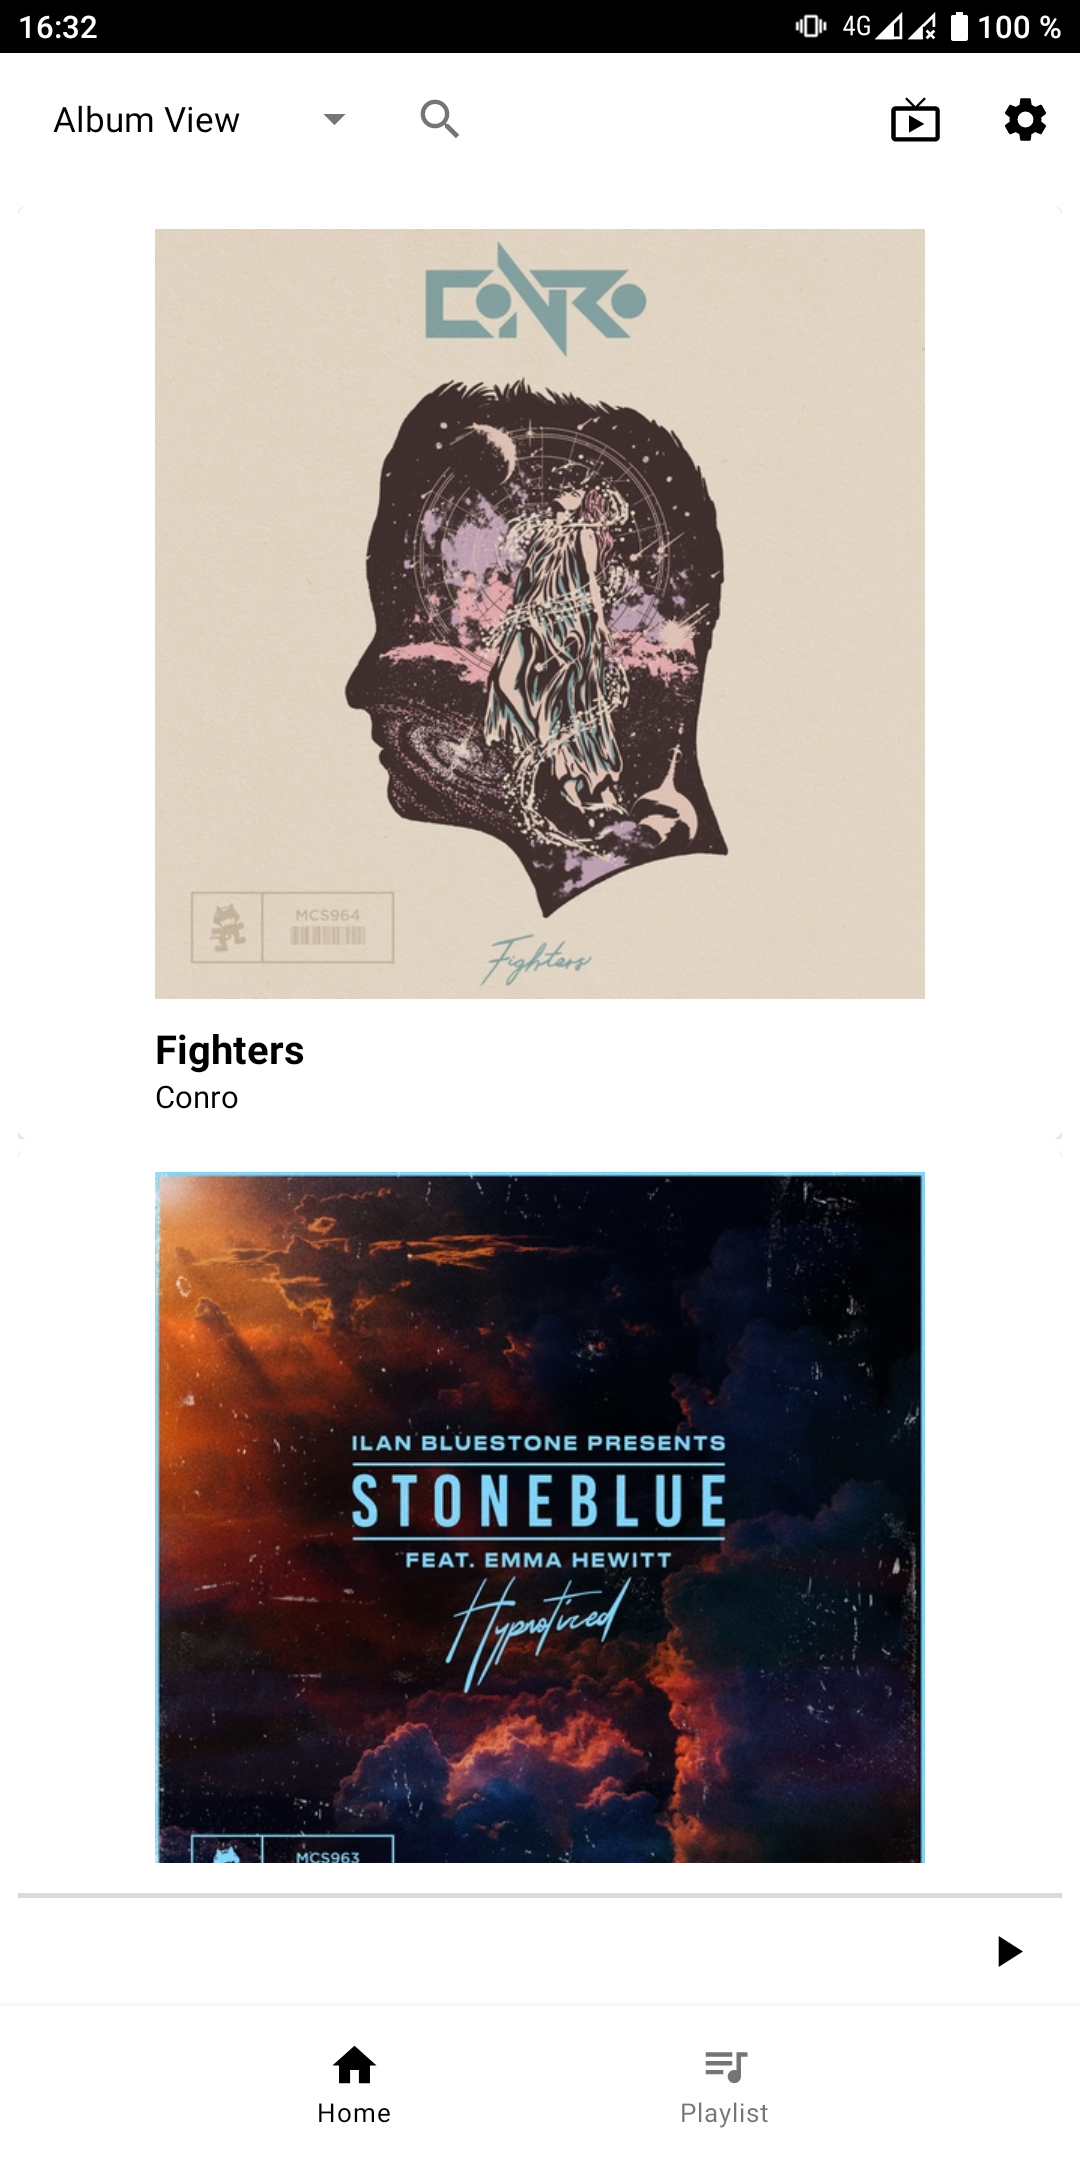 16:32
4G
100 %
Album View
CONRO
MCS964
Fighters
Fighters
Conro
ILAN BLUESTONE PRESENTS
STONEBLUE
FEAT. EMMA HEWITT
Hypnotized
MCS963
Home
Playlist